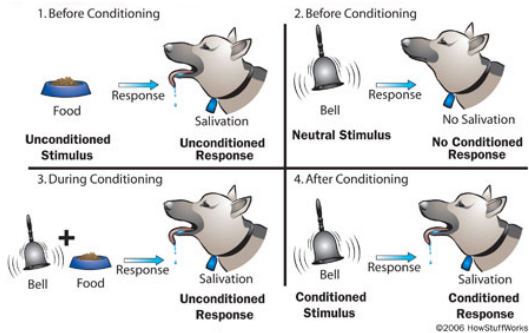 1. Before Conditioning
Food
Response
Salivation
Unconditioned
Stimulus
Unconditioned
Response
2. Before Conditioning
Bell
Response
No Salivation
Neutral Stimulus
No Conditioned
Response
3. During Conditioning
+
Bell
Food
Response
Salivation
Unconditioned
Response
4. After Conditioning
Bell
Response
Salivation
Conditioned
Stimulus
Conditioned
Response
©2006 HowStuffWorks